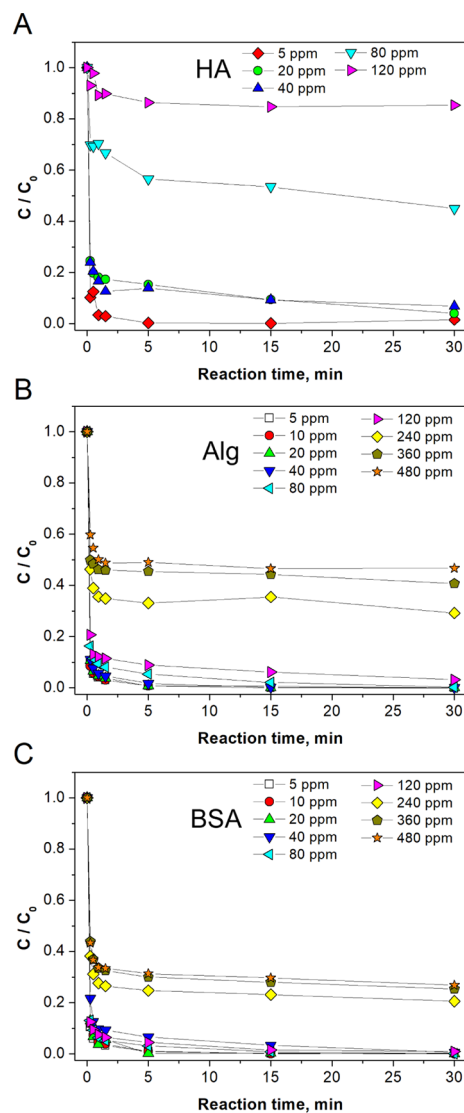 A
HA
5 ppm
20 ppm
40 ppm
80 ppm
120 ppm
C / C0
1.0
0.8
0.6
0.4
0.2
0.0
0 5 10 15 20 25 30
Reaction time, min
B
Alg
5 ppm
10 ppm
20 ppm
40 ppm
80 ppm
120 ppm
240 ppm
360 ppm
480 ppm
C / C0
1.0
0.8
0.6
0.4
0.2
0.0
0 5 10 15 20 25 30
Reaction time, min
C
BSA
5 ppm
10 ppm
20 ppm
40 ppm
80 ppm
120 ppm
240 ppm
360 ppm
480 ppm
C / C0
1.0
0.8
0.6
0.4
0.2
0.0
0 5 10 15 20 25 30
Reaction time, min